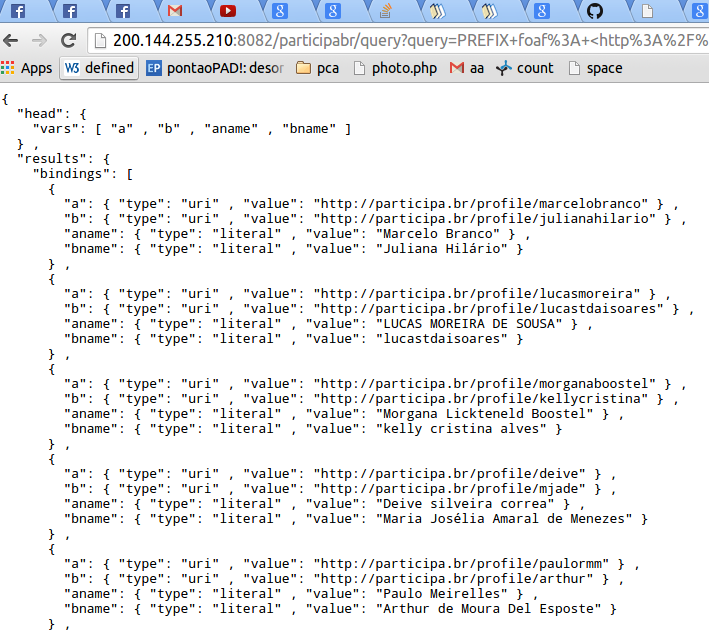 200.144.255.210:8082/participabr/query?query=PREFIX+foaf%3A+<http%3A%2F%
Apps W3 defined EP pontaoPAD!: desor pca photo.php aa count space
{
"head": {
"vars": [ "a" , "b" , "aname" , "bname" ]
} ,
"results": {
"bindings": [
{
"a": { "type": "uri" , "value": "http://participa.br/profile/marcelobranco" } ,
"b": { "type": "uri" , "value": "http://participa.br/profile/julianahilario" } ,
"aname": { "type": "literal" , "value": "Marcelo Branco" } ,
"bname": { "type": "literal" , "value": "Juliana Hilário" }
} ,
{
"a": { "type": "uri" , "value": "http://participa.br/profile/lucasmoreira" } ,
"b": { "type": "uri" , "value": "http://participa.br/profile/lucastdaisoares" } ,
"aname": { "type": "literal" , "value": "LUCAS MOREIRA DE SOUSA" } ,
"bname": { "type": "literal" , "value": "lucastdaisoares" }
} ,
{
"a": { "type": "uri" , "value": "http://participa.br/profile/morganaboostel" } ,
"b": { "type": "uri" , "value": "http://participa.br/profile/kellycristina" } ,
"aname": { "type": "literal" , "value": "Morgana Lickteneld Boostel" } ,
"bname": { "type": "literal" , "value": "kelly cristina alves" }
} ,
{
"a": { "type": "uri" , "value": "http://participa.br/profile/deive" } ,
"b": { "type": "uri" , "value": "http://participa.br/profile/mjade" } ,
"aname": { "type": "literal" , "value": "Deive silveira correa" } ,
"bname": { "type": "literal" , "value": "Maria Josélia Amaral de Menezes" }
} ,
{
"a": { "type": "uri" , "value": "http://participa.br/profile/paulormm" } ,
"b": { "type": "uri" , "value": "http://participa.br/profile/arthur" } ,
"aname": { "type": "literal" , "value": "Paulo Meirelles" } ,
"bname": { "type": "literal" , "value": "Arthur de Moura Del Esposte" }
} ,